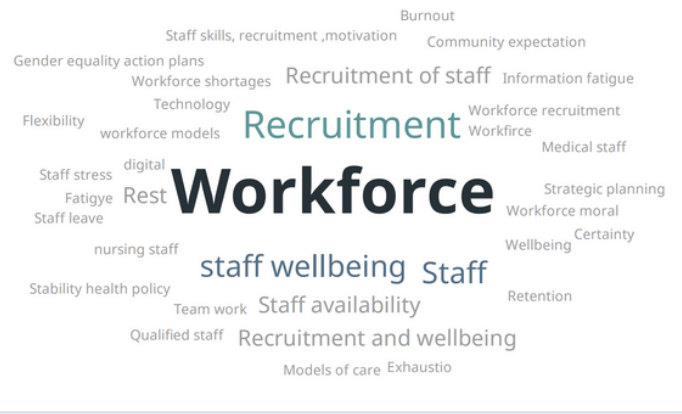 Burnout
Staff skills, recruitment ,motivation
Community expectation
Gender equality action plans
Workforce shortages
Recruitment of staff
Information fatigue
Technology
Flexibility
workforce models
Recruitment
Workforce recruitment
Workfirce
Medical staff
Staff stress
digital
Workforce
Fatigye
Rest
Strategic planning
Staff leave
Workforce moral
Certainty
nursing staff
Wellbeing
staff wellbeing
Staff
Stability health policy
Retention
Team work
Staff availability
Qualified staff
Recruitment and wellbeing
Models of care
Exhaustio